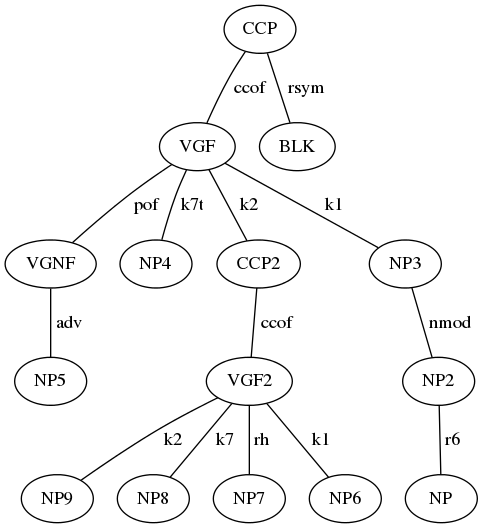 CCP
ccof rsym
VGF BLK
pof k7t k2 k1
VGNF NP4 CCP2 NP3
adv ccof nmod
NP5 VGF2 NP2
k2 k7 rh k1 r6
NP9 NP8 NP7 NP6 NP